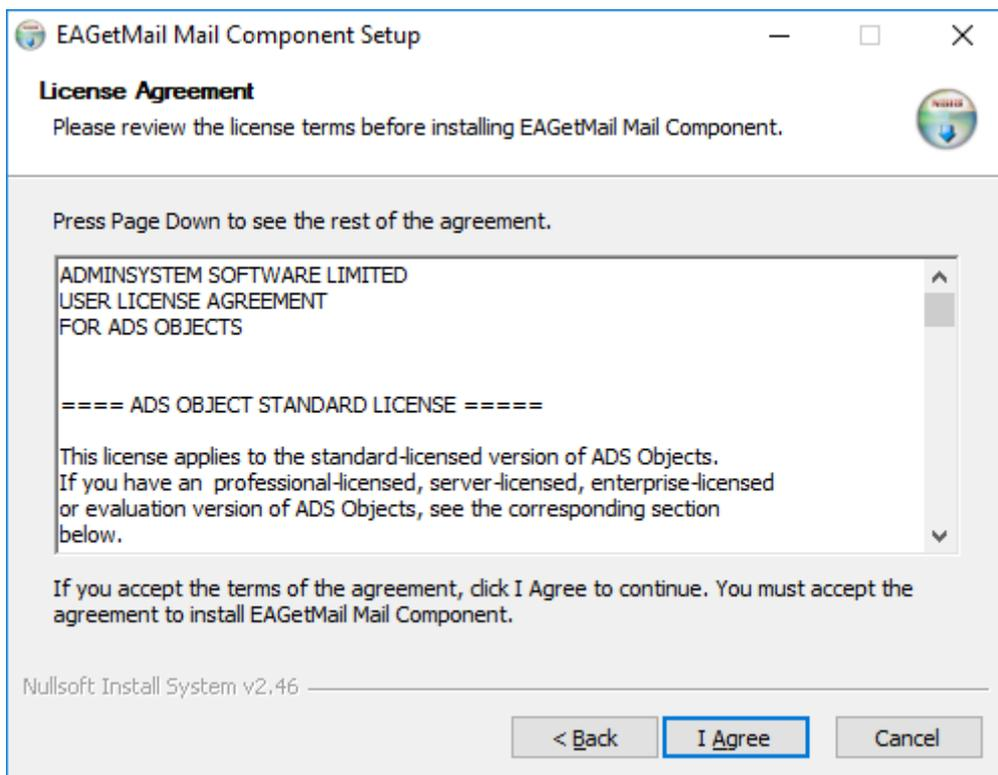 EAGetMail Mail Component Setup
License Agreement
Please review the license terms before installing EAGetMail Mail Component.
Press Page Down to see the rest of the agreement.
ADMINSYSTEM SOFTWARE LIMITED
USER LICENSE AGREEMENT
FOR ADS OBJECTS
==== ADS OBJECT STANDARD LICENSE =====
This license applies to the standard-licensed version of ADS Objects.
If you have an  professional-licensed, server-licensed, enterprise-licensed
or evaluation version of ADS Objects, see the corresponding section
below.
If you accept the terms of the agreement, click I Agree to continue. You must accept the
agreement to install EAGetMail Mail Component.
Nullsoft Install System v2.46
< Back
I Agree
Cancel